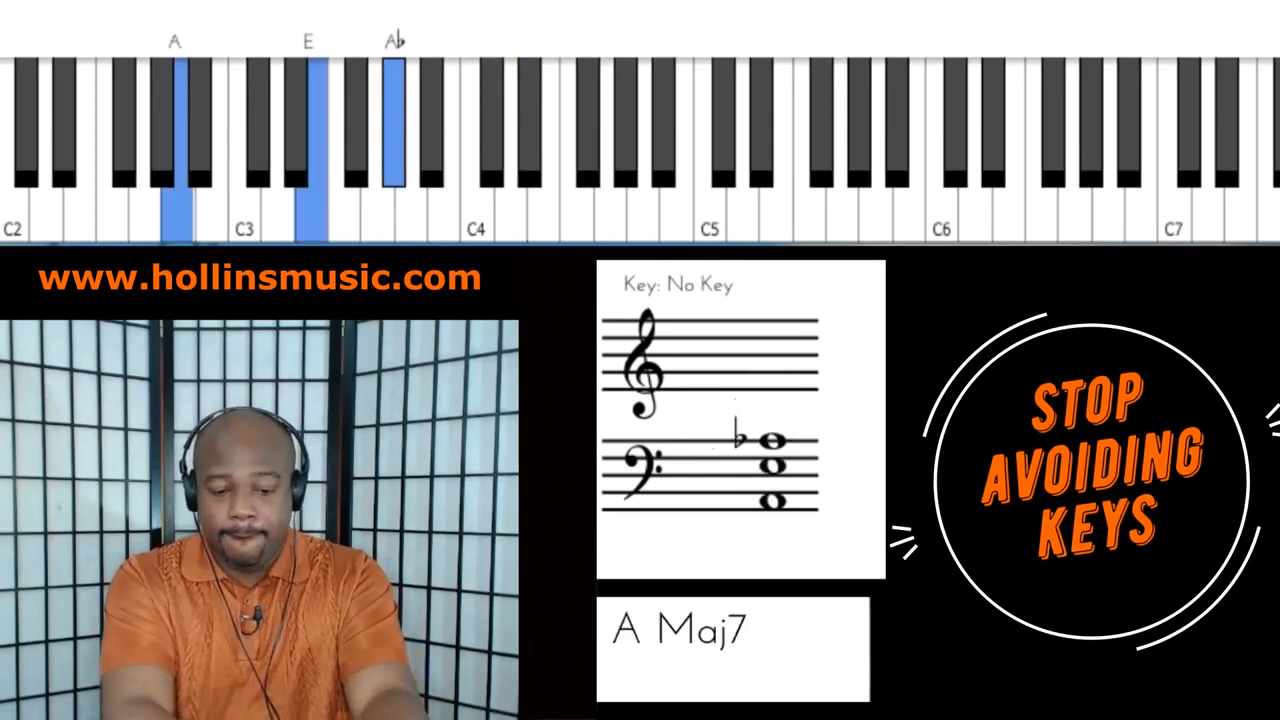 A E A♭
C2 C3 C4 C5 C6 C7
www.hollinsmusic.com
Key: No Key
STOP
AVOIDING
KEYS
A Maj7